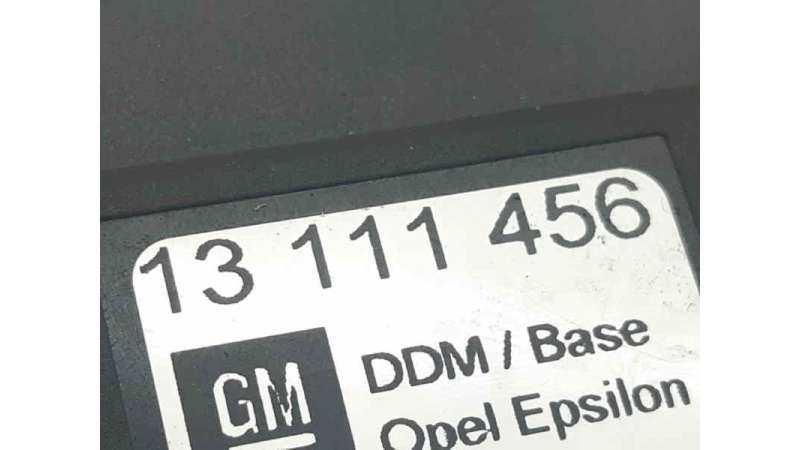 13 111 456
GM
DDM / Base
Opel Epsilon